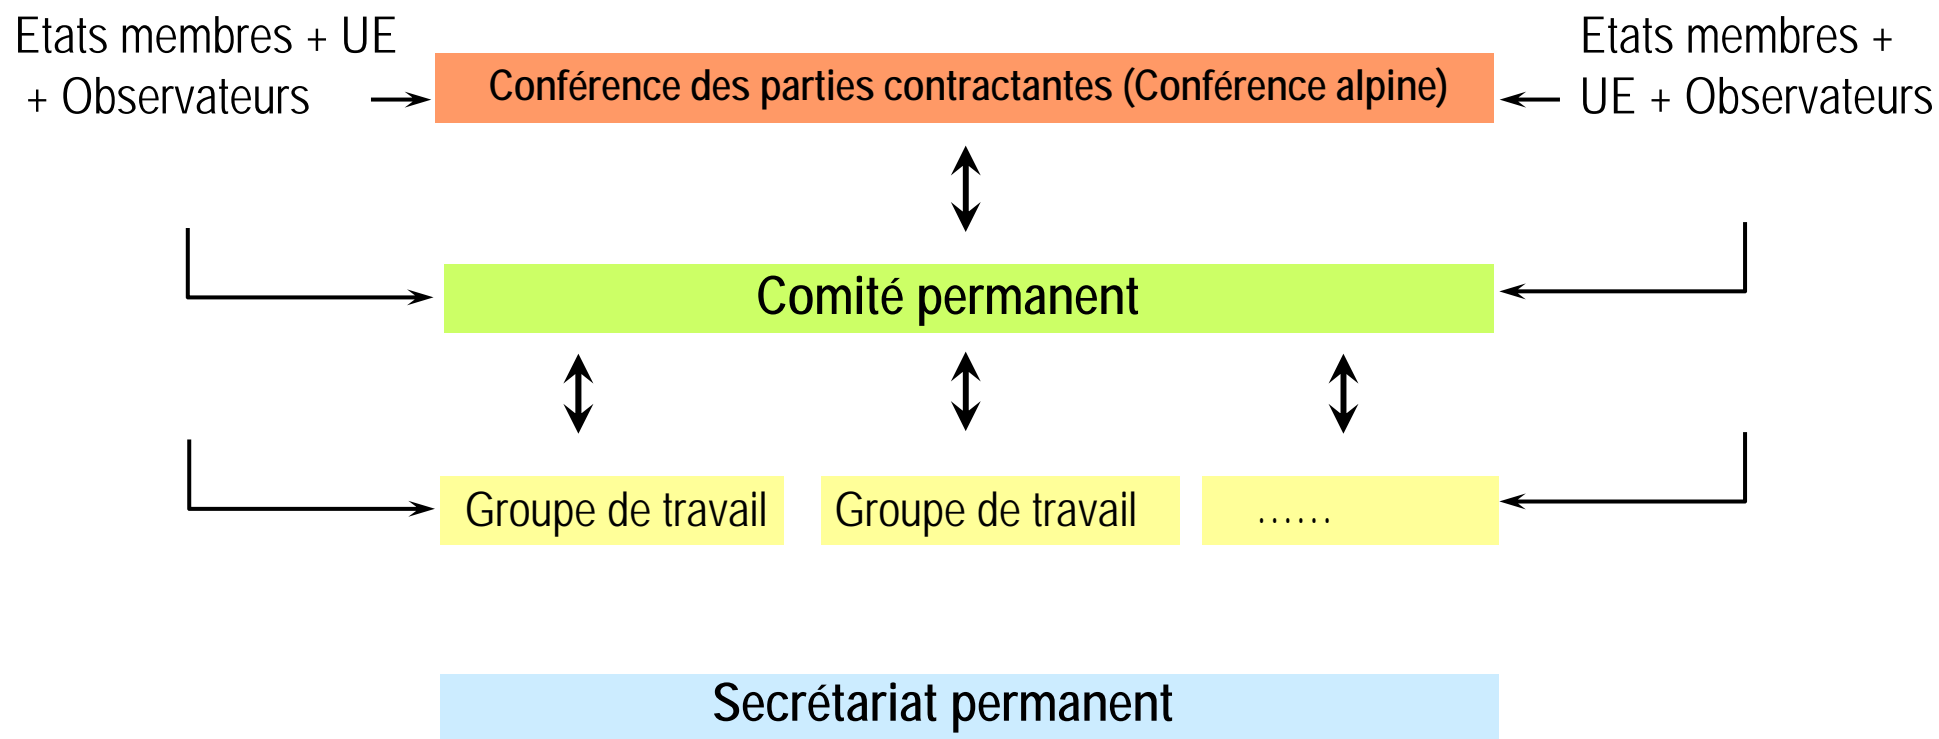 Etats membres + UE
+ Observateurs
Conférence des parties contractantes (Conférence alpine)
Etats membres +
UE + Observateurs
Comité permanent
Groupe de travail
Groupe de travail
......
Secrétariat permanent